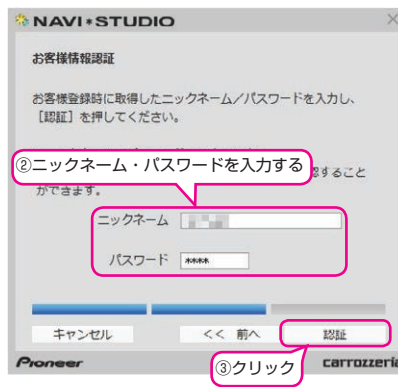 NAVI*STUDIO
お客様情報認証
お客様登録時に取得したニックネーム/パスワードを入力し、
[認証] を押してください。
②ニックネーム・パスワードを入力する
認すること
ができます。
ニックネーム
パスワード ****
キャンセル << 前へ 認証
③クリック
Pioneer carrozzeria